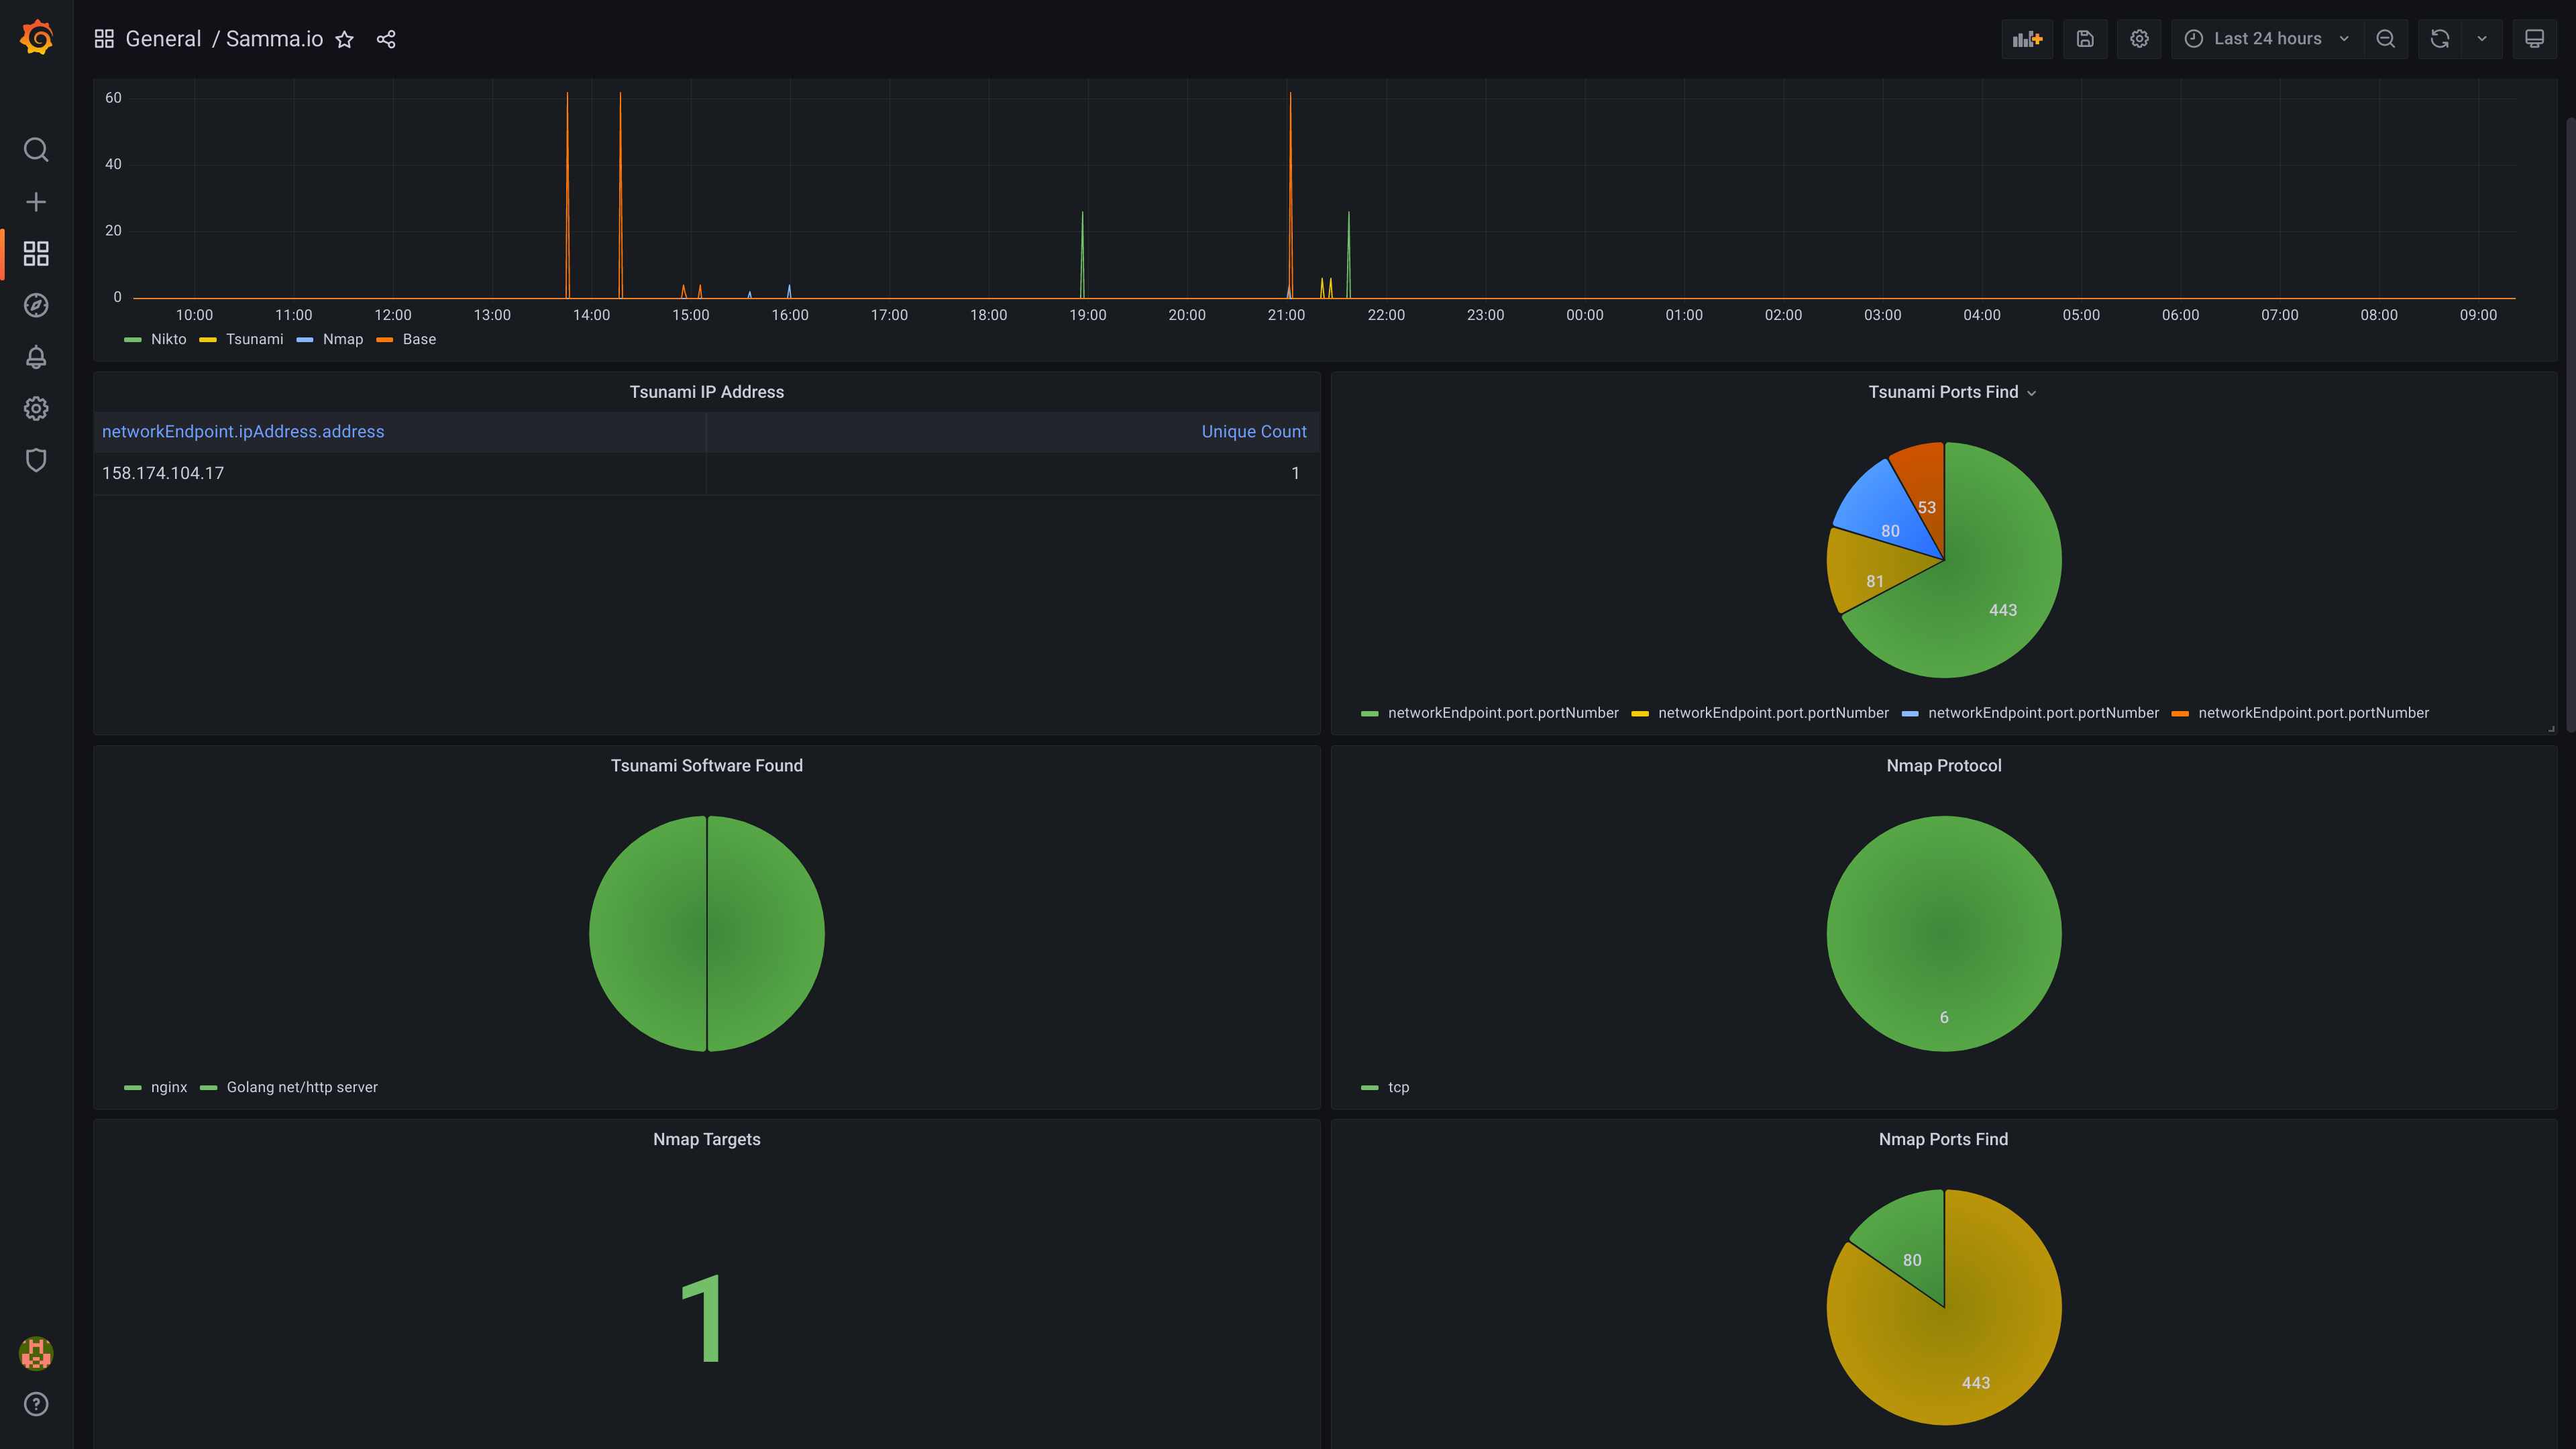 General / Samma.io
Last 24 hours
60
40
20
0
10:00 11:00 12:00 13:00 14:00 15:00 16:00 17:00 18:00 19:00 20:00 21:00 22:00 23:00 00:00 01:00 02:00 03:00 04:00 05:00 06:00 07:00 08:00 09:00
Nikto Tsunami Nmap Base
Tsunami IP Address
networkEndpoint.ipAddress.address Unique Count
158.174.104.17 1
Tsunami Ports Find
53
80
81
443
networkEndpoint.port.portNumber networkEndpoint.port.portNumber networkEndpoint.port.portNumber networkEndpoint.port.portNumber
Tsunami Software Found
nginx Golang net/http server
Nmap Protocol
6
tcp
Nmap Targets
1
Nmap Ports Find
80
443